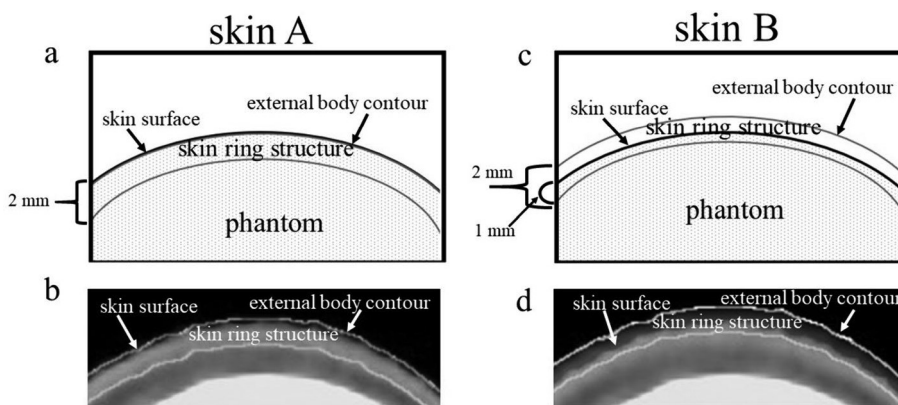 skin A
skin B
a
skin surface
external body contour
skin ring structure
2 mm
phantom
c
skin surface
external body contour
skin ring structure
2 mm
1 mm
phantom
b
skin surface
external body contour
skin ring structure
d
skin surface
external body contour
skin ring structure